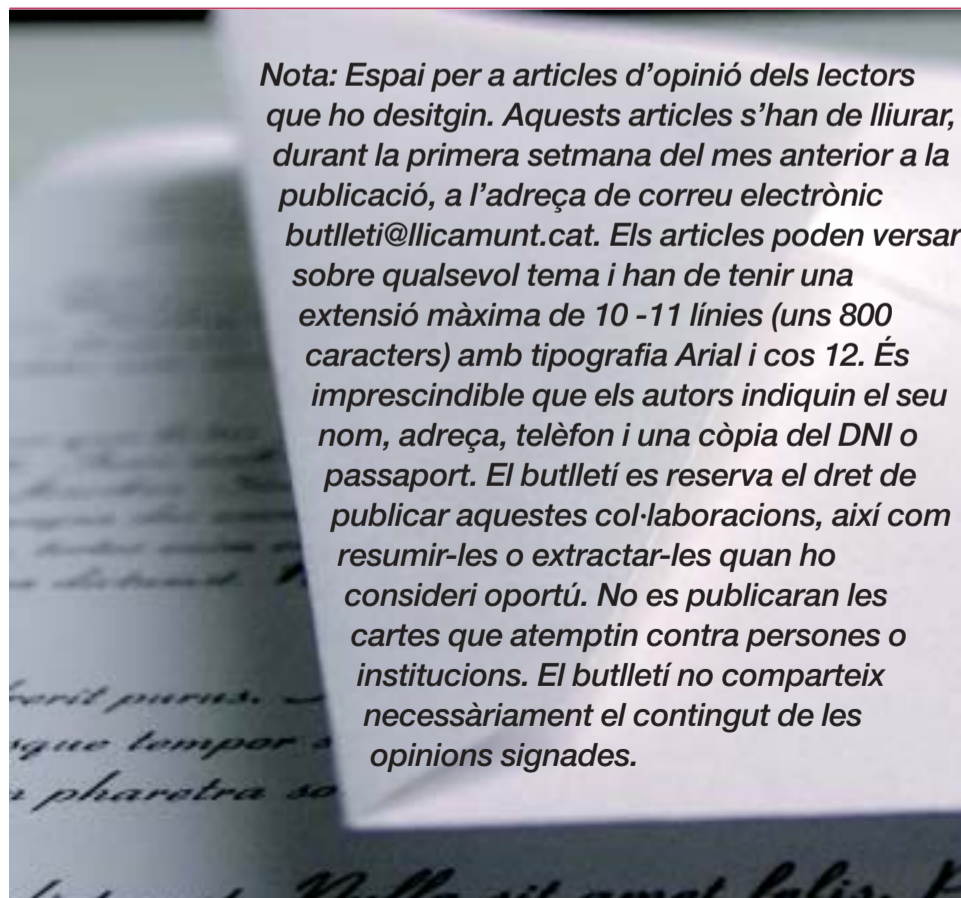 Nota: Espai per a articles d'opinió dels lectors
que ho desitgin. Aquests articles s'han de lliurar,
durant la primera setmana del mes anterior a la
publicació, a l'adreça de correu electrònic
butlleti@llicamunt.cat. Els articles poden versar
sobre qualsevol tema i han de tenir una
extensió màxima de 10 -11 línies (uns 800
caracters) amb tipografia Arial i cos 12. És
imprescindible que els autors indiquin el seu
nom, adreça, telèfon i una còpia del DNI o
passaport. El butlletí es reserva el dret de
publicar aquestes col·laboracions, així com
resumir-les o extractar-les quan ho
consideri oportú. No es publicaran les
cartes que atemptin contra persones o
institucions. El butlletí no comparteix
necessàriament el contingut de les
opinions signades.
purus.
tempor
pharetra
Nulla sit amet felis.